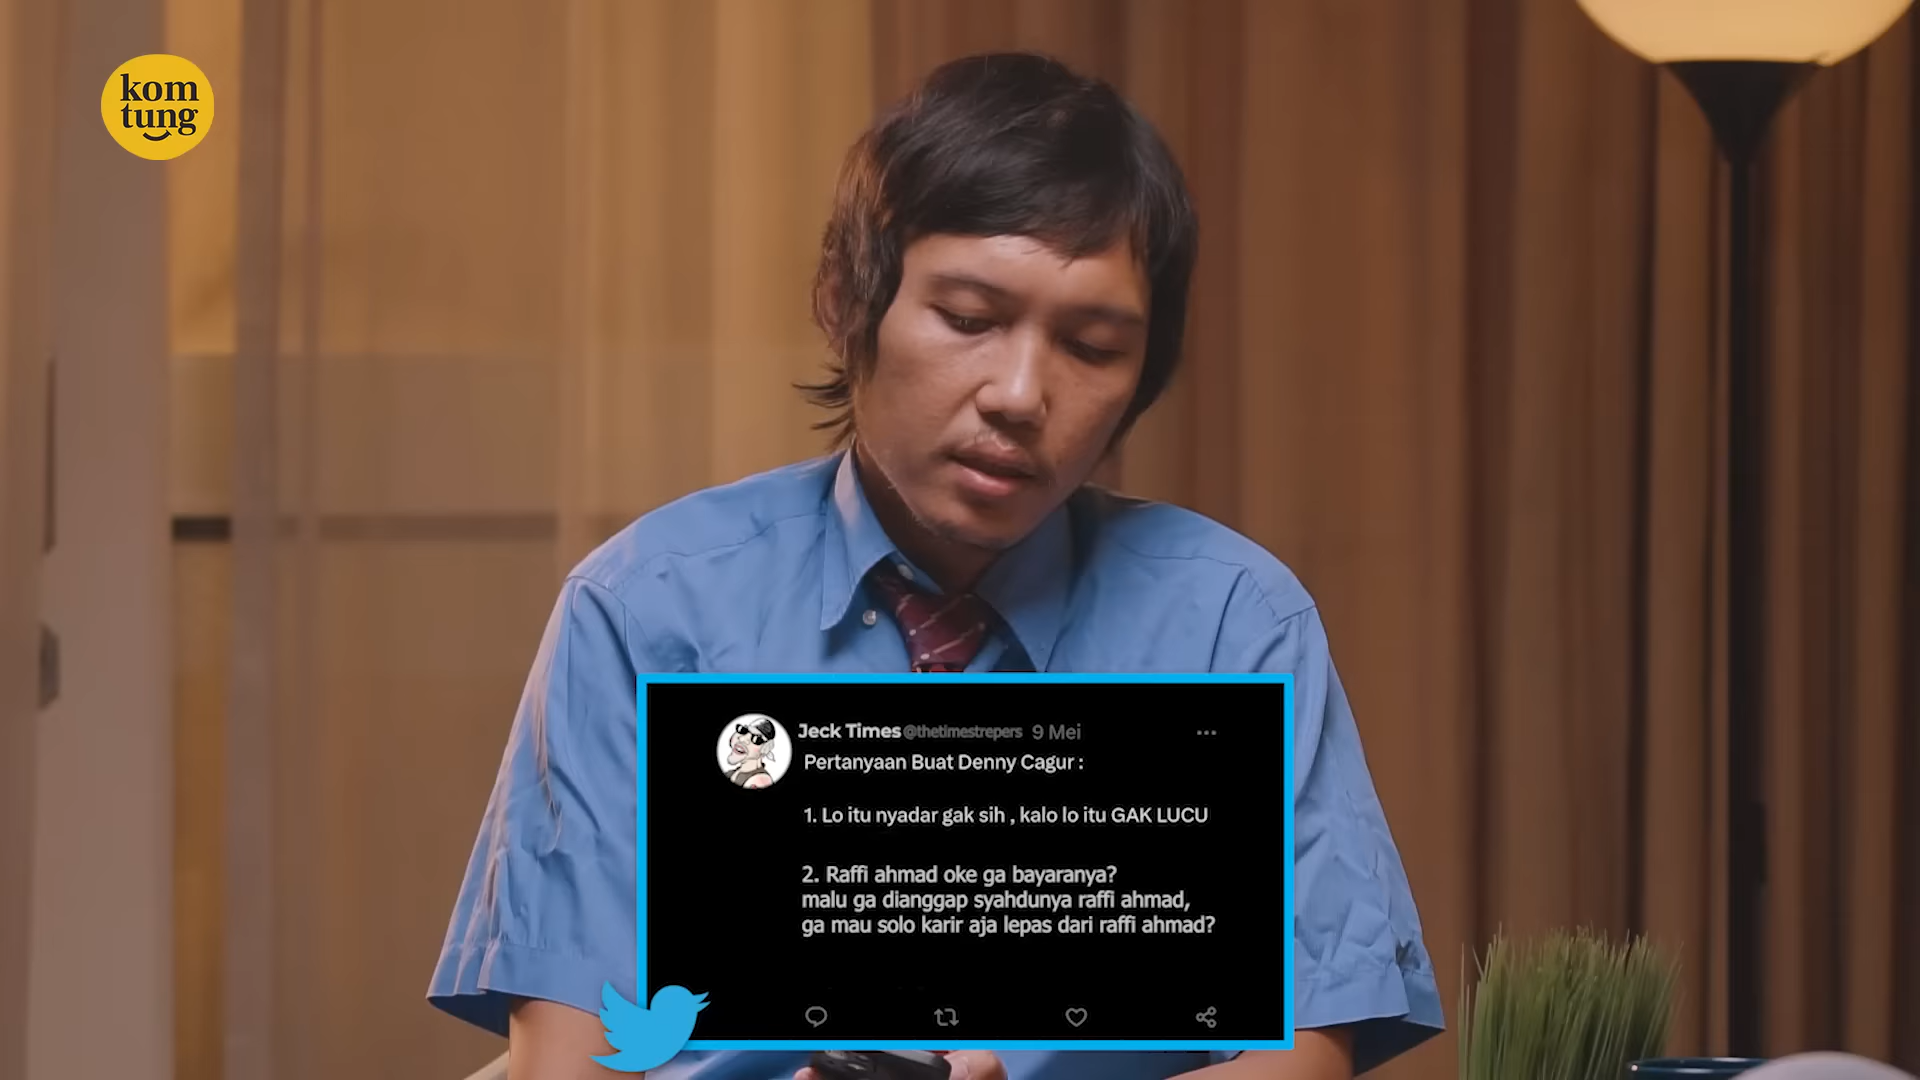 kom
tung
Jeck Times @thetimestrepers 9 Mei
Pertanyaan Buat Denny Cagur :
1. Lo itu nyadar gak sih , kalo lo itu GAK LUCU
2. Raffi ahmad oke ga bayaranya?
malu ga dianggap syahdunya raffi ahmad,
ga mau solo karir aja lepas dari raffi ahmad?